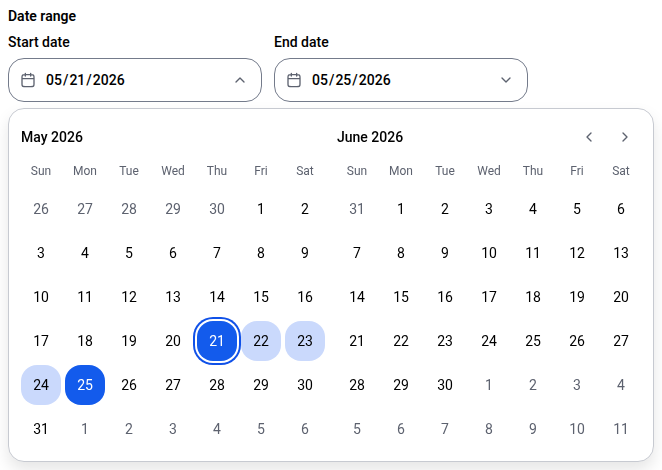 Date range
Start date End date
05/21/2026 05/25/2026
May 2026 June 2026
Sun Mon Tue Wed Thu Fri Sat Sun Mon Tue Wed Thu Fri Sat
26 27 28 29 30 1 2 31 1 2 3 4 5 6
3 4 5 6 7 8 9 7 8 9 10 11 12 13
10 11 12 13 14 15 16 14 15 16 17 18 19 20
17 18 19 20 21 22 23 21 22 23 24 25 26 27
24 25 26 27 28 29 30 28 29 30 1 2 3 4
31 1 2 3 4 5 6 5 6 7 8 9 10 11